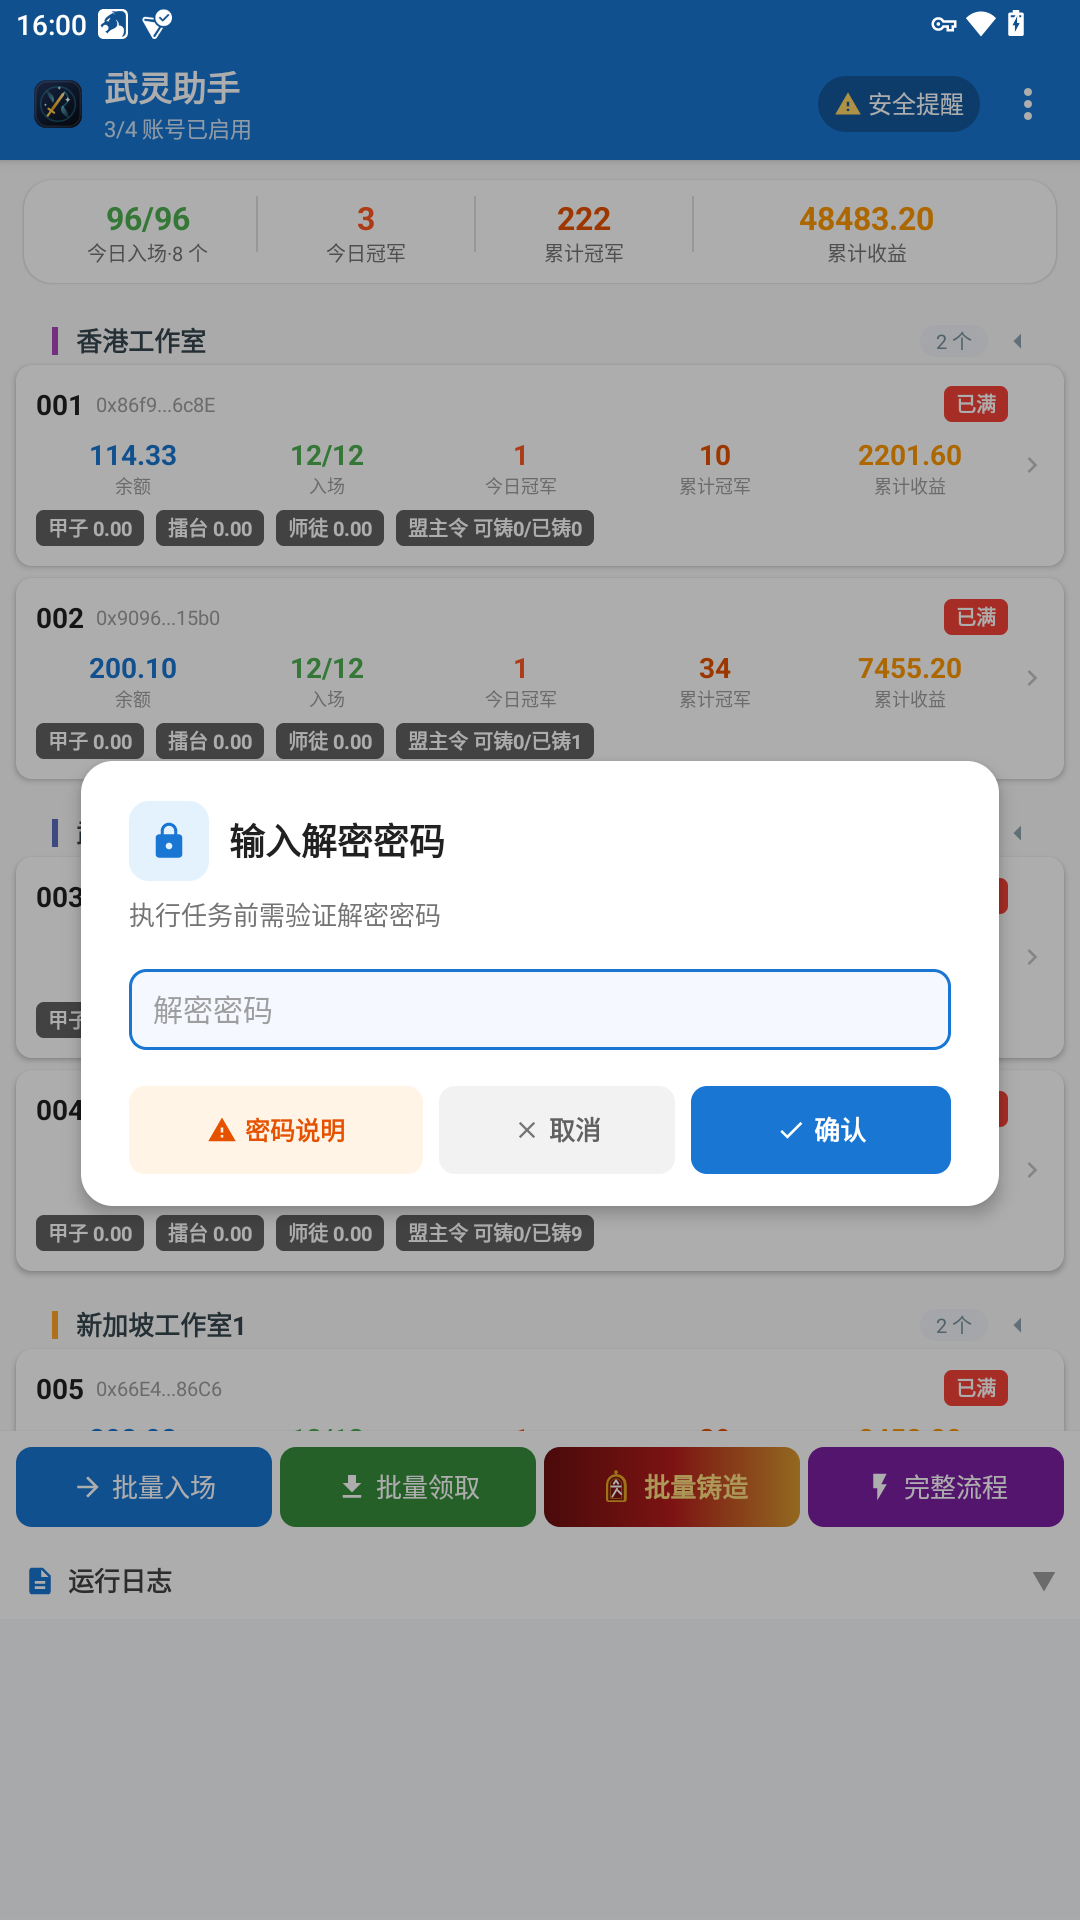 16:00
武灵助手
3/4 账号已启用
安全提醒
96/96
今日入场·8 个
3
今日冠军
222
累计冠军
48483.20
累计收益
香港工作室
2 个
001 0x86f9...6c8E
已满
114.33
余额
12/12
入场
1
今日冠军
10
累计冠军
2201.60
累计收益
甲子 0.00
擂台 0.00
师徒 0.00
盟主令 可铸0/已铸0
002 0x9096...15b0
已满
200.10
余额
12/12
入场
1
今日冠军
34
累计冠军
7455.20
累计收益
甲子 0.00
擂台 0.00
师徒 0.00
盟主令 可铸0/已铸1
003
甲子
输入解密密码
执行任务前需验证解密密码
解密密码
密码说明
取消
确认
004
甲子 0.00
擂台 0.00
师徒 0.00
盟主令 可铸0/已铸9
新加坡工作室1
2 个
005 0x66E4...86C6
已满
批量入场
批量领取
批量铸造
完整流程
运行日志